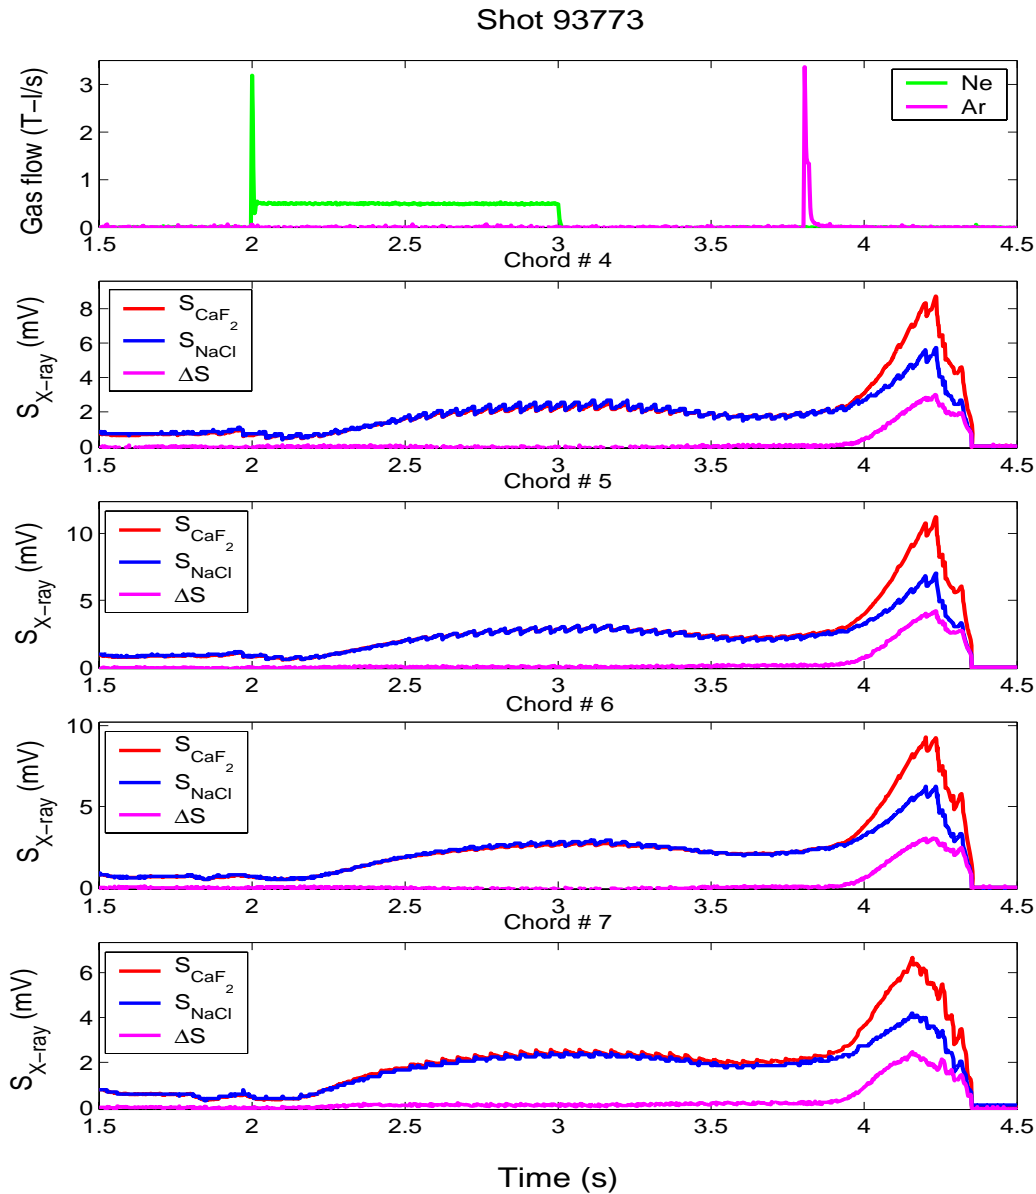 Shot 93773
Gas flow (T−l/s)
3
2
1
0
Ne
Ar
1.5 2 2.5 3 3.5 4 4.5
Chord # 4
S_X−ray (mV)
8
6
4
2
0
S_CaF_2
S_NaCl
ΔS
1.5 2 2.5 3 3.5 4 4.5
Chord # 5
S_X−ray (mV)
10
5
0
S_CaF_2
S_NaCl
ΔS
1.5 2 2.5 3 3.5 4 4.5
Chord # 6
S_X−ray (mV)
10
5
0
S_CaF_2
S_NaCl
ΔS
1.5 2 2.5 3 3.5 4 4.5
Chord # 7
S_X−ray (mV)
6
4
2
0
S_CaF_2
S_NaCl
ΔS
1.5 2 2.5 3 3.5 4 4.5
Time (s)